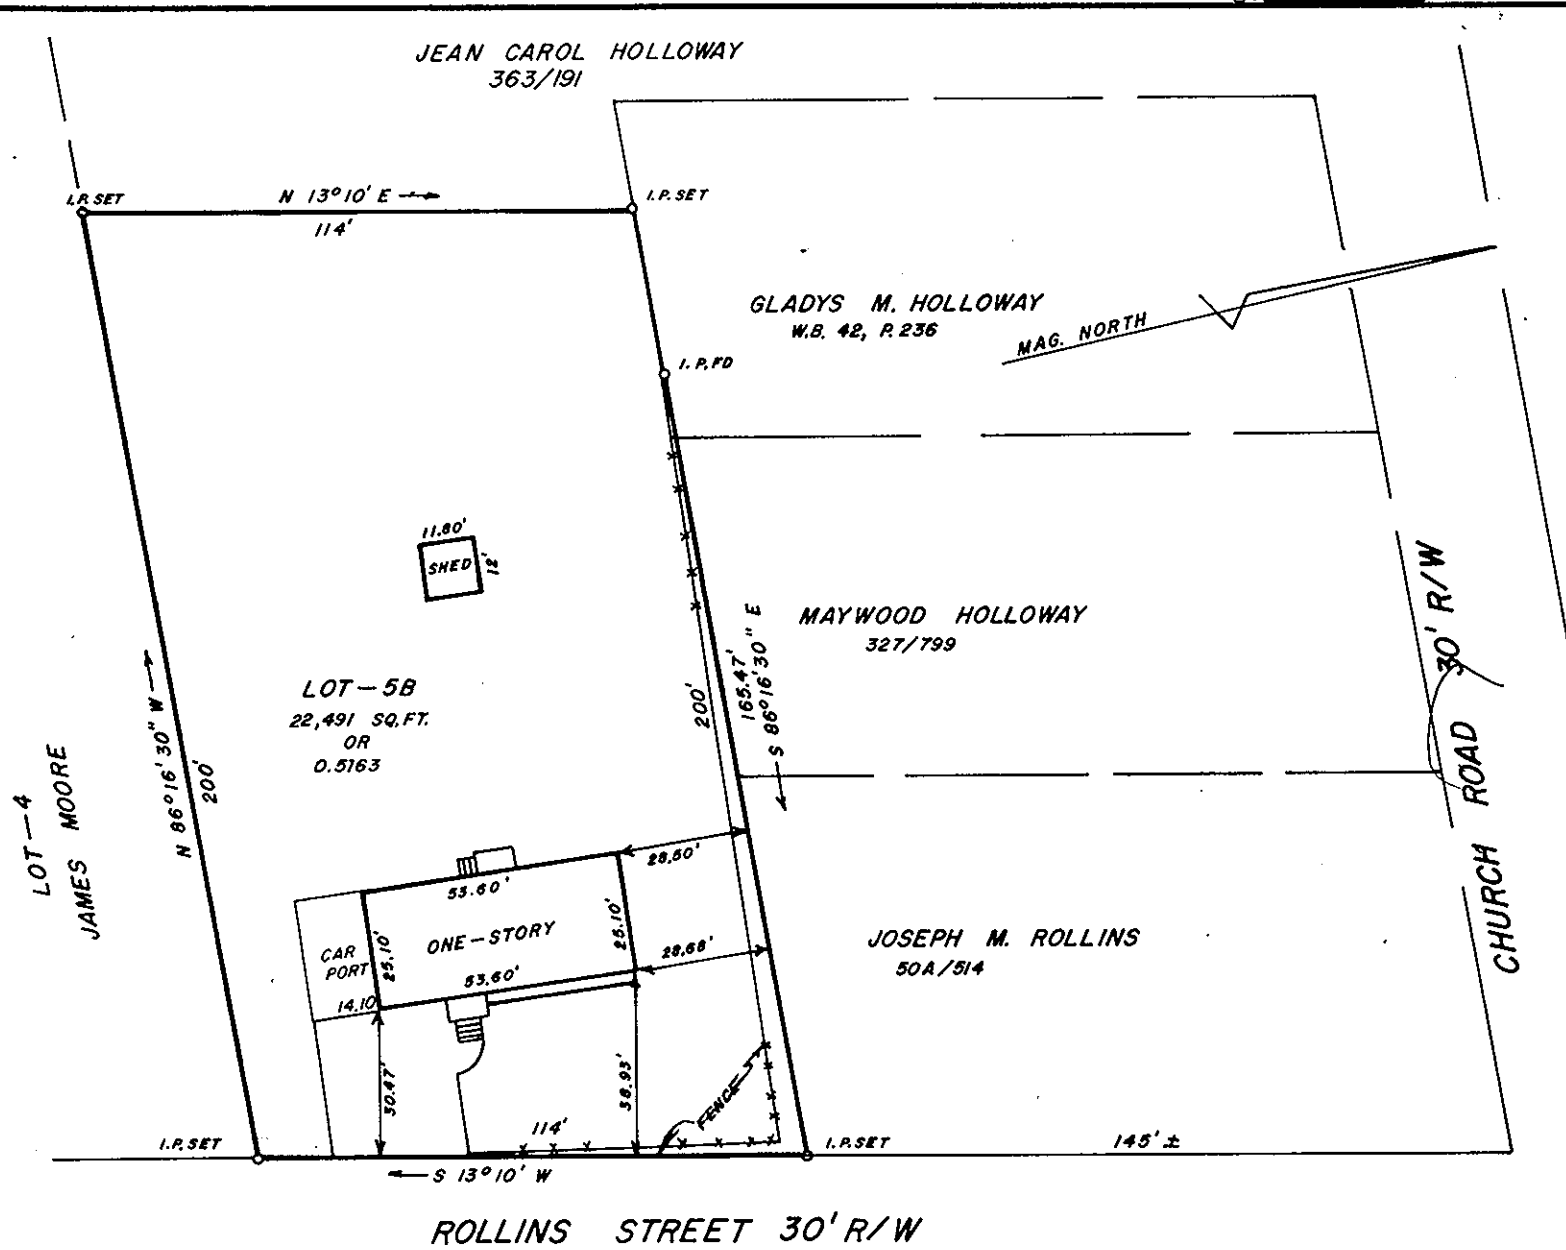 JEAN CAROL HOLLOWAY
363/191
I.P. SET
N 13°10' E
114'
I.P. SET
GLADYS M. HOLLOWAY
W.B. 42, P. 236
MAG. NORTH
I.P. FD
11.80'
SHED
12'
MAYWOOD HOLLOWAY
327/799
165.47'
S 86°16'30" E
200'
30' R/W
CHURCH ROAD
LOT-5B
22,491 SQ.FT.
OR
0.5163
N 86°16'30" W
200'
LOT-4
JAMES MOORE
28.50'
53.60'
ONE-STORY
25.10'
25.10'
CAR
PORT
14.10
53.60'
28.68'
JOSEPH M. ROLLINS
50A/514
30.47'
38.93'
FENCE
114'
I.P. SET
I.P. SET
145' ±
S 13°10' W
ROLLINS STREET 30' R/W